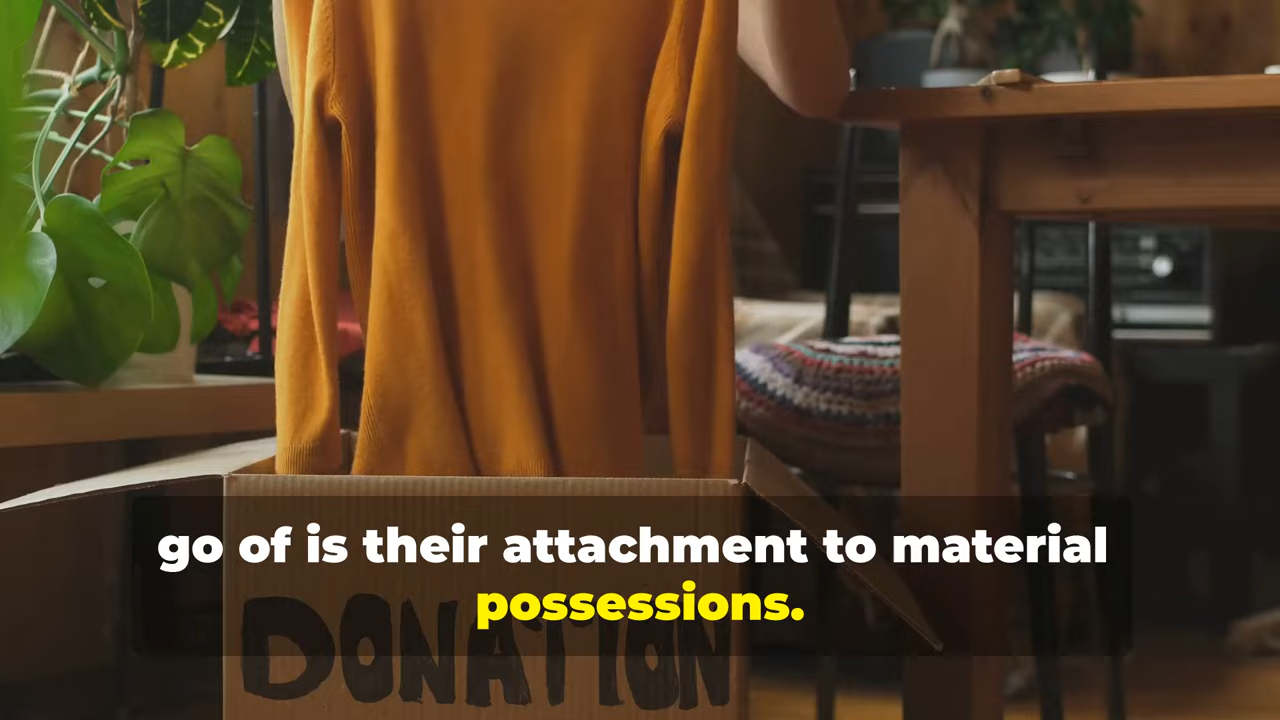 go of is their attachment to material
possessions.
DONATION